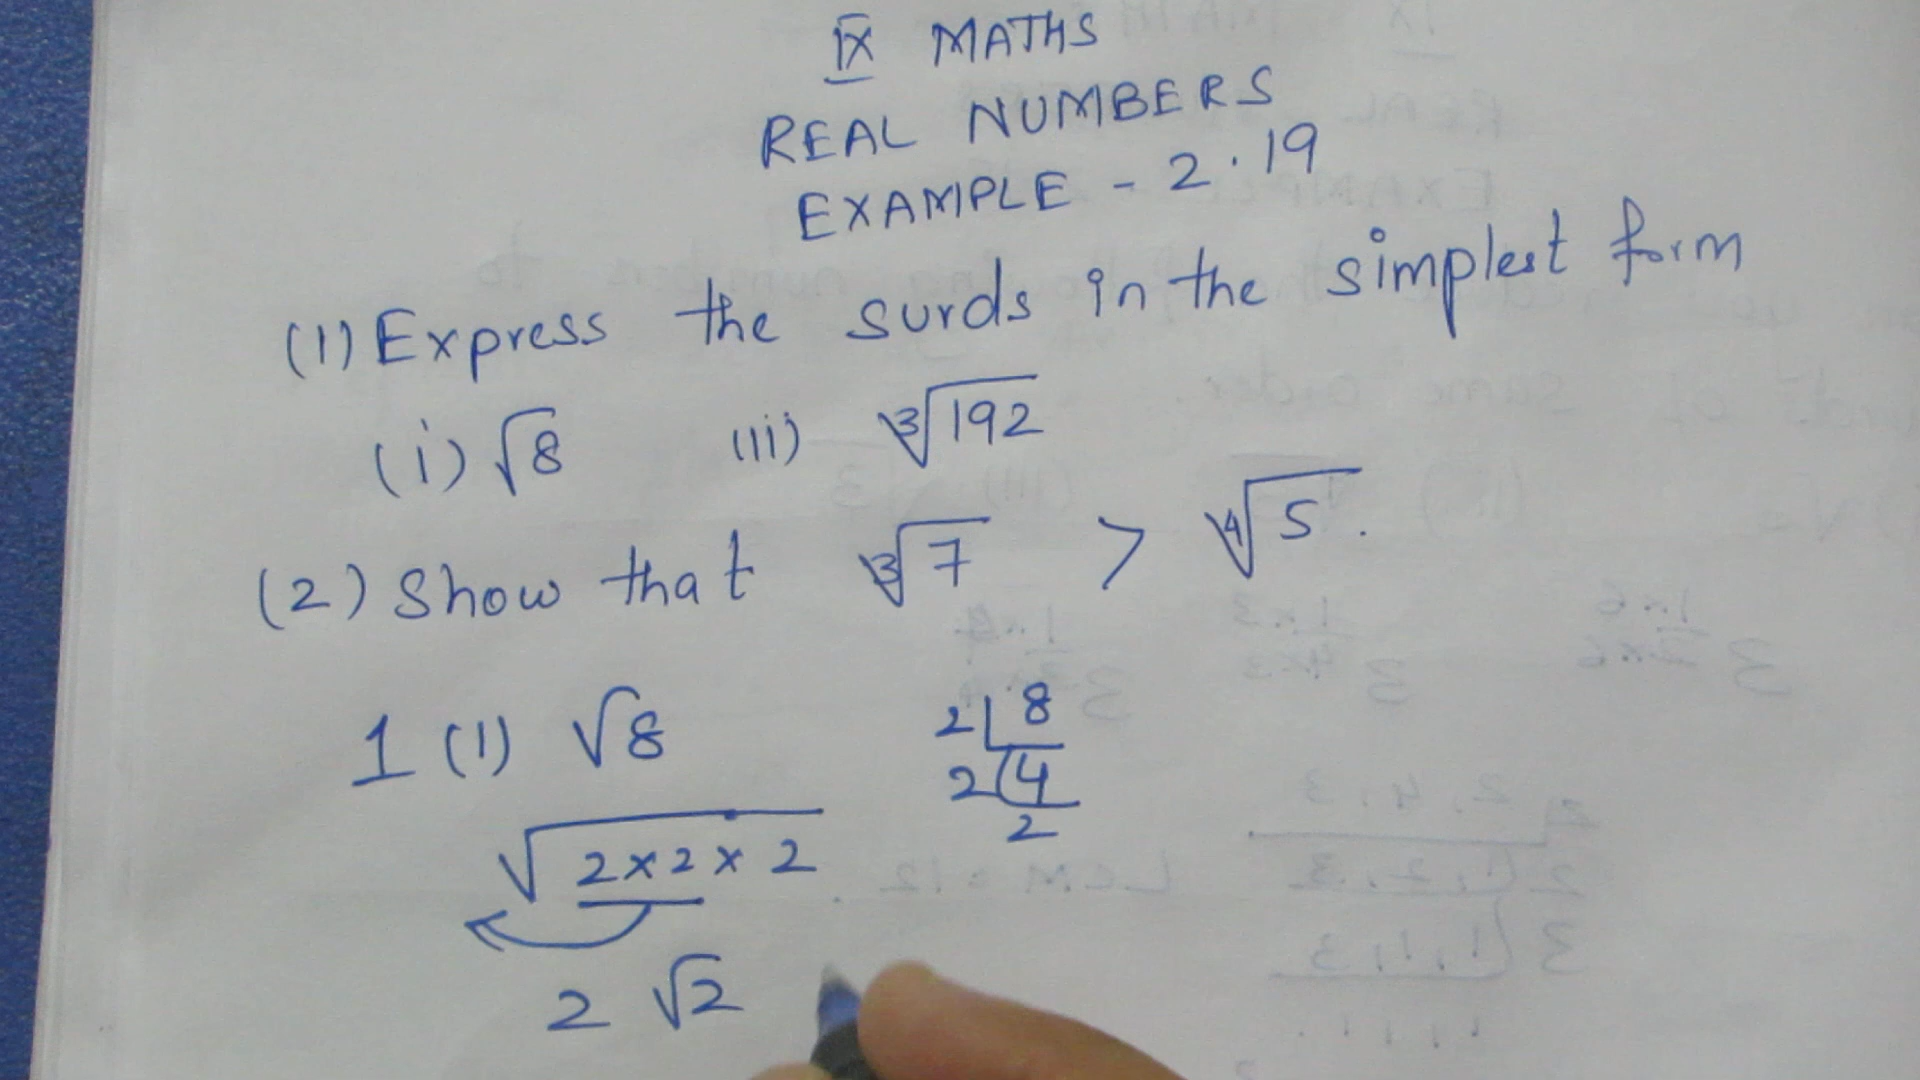 IX MATHS
REAL NUMBERS
EXAMPLE - 2.19
(1) Express the surds in the simplest form
(i) √8 (ii) ∛192
(2) Show that ∛7 > ∜5.
1 (1) √8
2 | 8
2 | 4
2
√2×2×2
2 √2